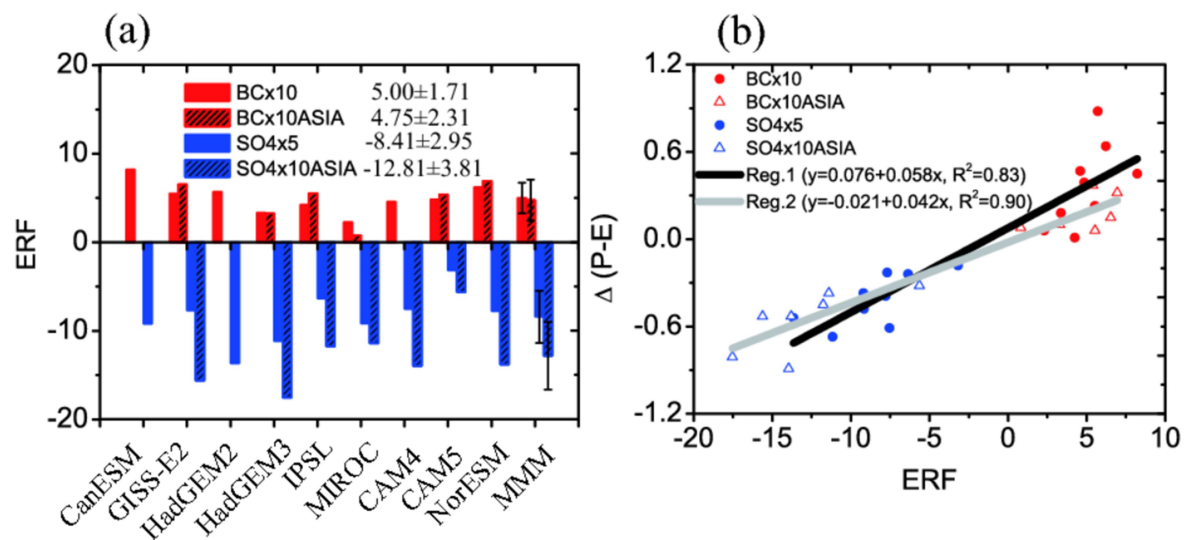 (a)
20
10
0
-10
-20
ERF
BCx10 5.00±1.71
BCx10ASIA 4.75±2.31
SO4x5 -8.41±2.95
SO4x10ASIA -12.81±3.81
CanESM
GISS-E2
HadGEM2
HadGEM3
IPSL
MIROC
CAM4
CAM5
NorESM
MMM
(b)
1.2
0.6
0.0
-0.6
-1.2
Δ (P-E)
BCx10
BCx10ASIA
SO4x5
SO4x10ASIA
Reg.1 (y=0.076+0.058x, R²=0.83)
Reg.2 (y=-0.021+0.042x, R²=0.90)
-20 -15 -10 -5 0 5 10
ERF